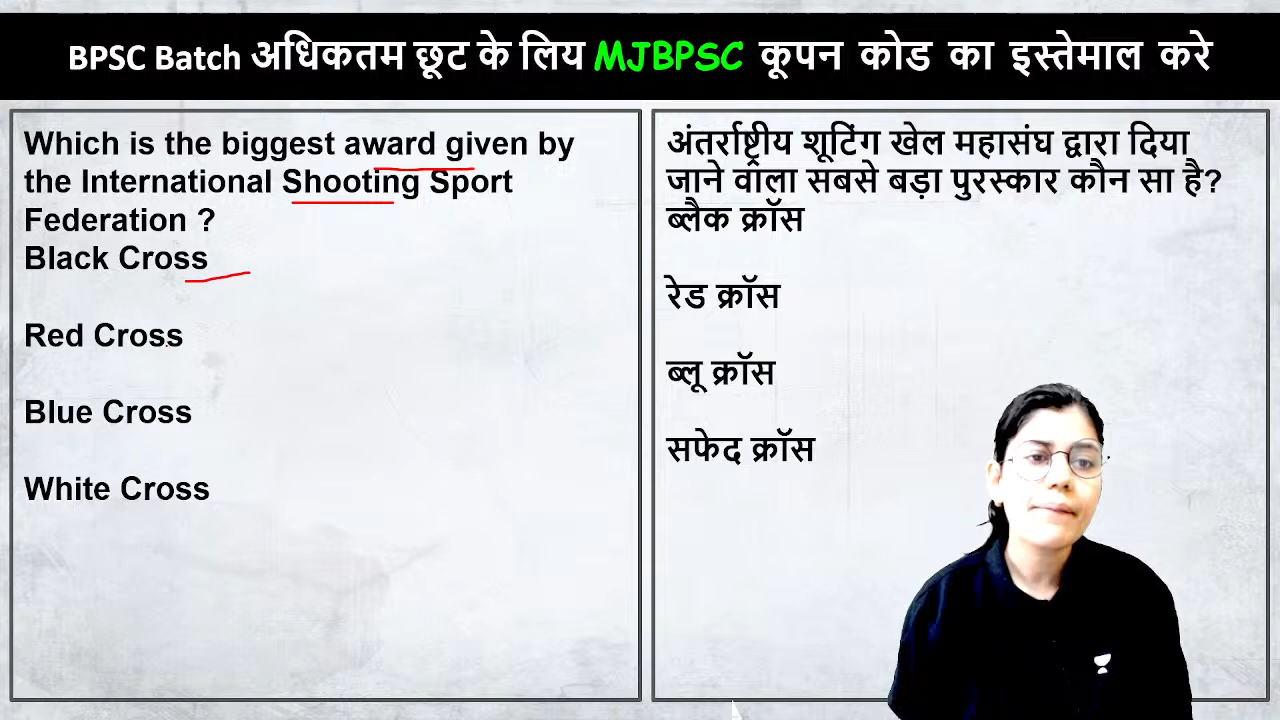 BPSC Batch अधिकतम छूट के लिय MJBPSC कूपन कोड का इस्तेमाल करे
Which is the biggest award given by
the International Shooting Sport
Federation ?
Black Cross
Red Cross
Blue Cross
White Cross
अंतर्राष्ट्रीय शूटिंग खेल महासंघ द्वारा दिया
जाने वाला सबसे बड़ा पुरस्कार कौन सा है?
ब्लैक क्रॉस
रेड क्रॉस
ब्लू क्रॉस
सफेद क्रॉस